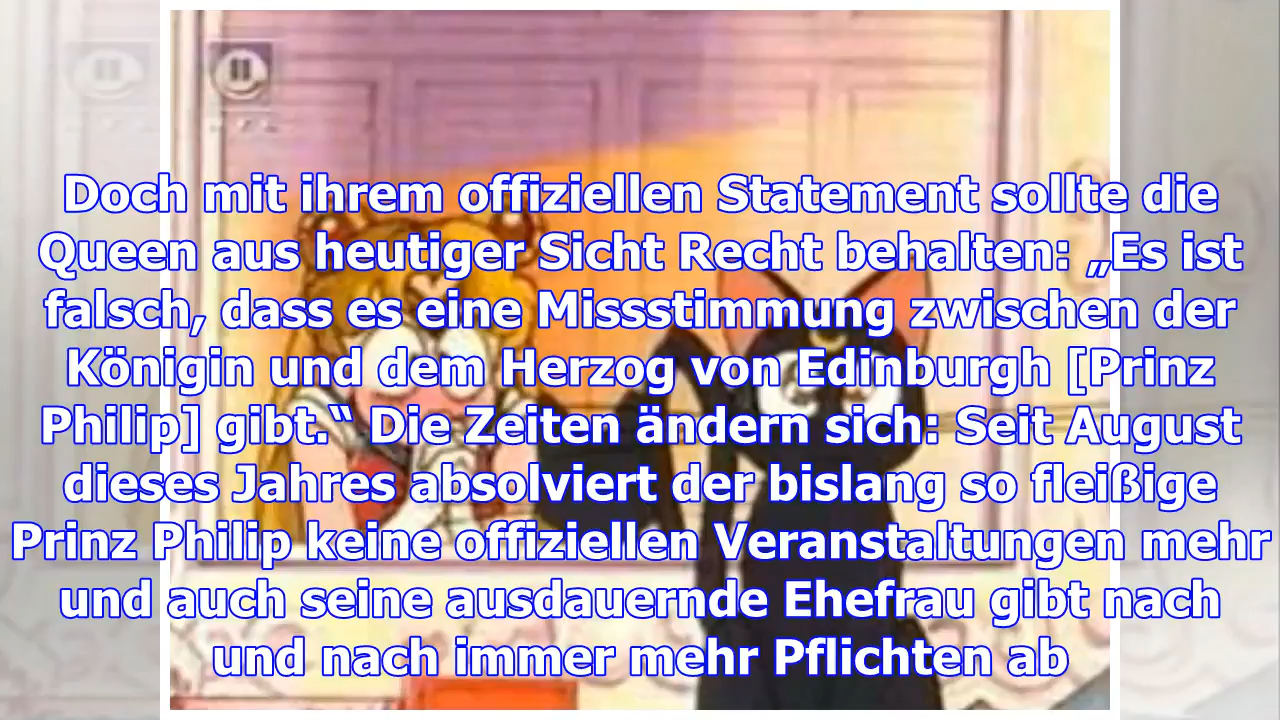 Doch mit ihrem offiziellen Statement sollte die
Queen aus heutiger Sicht Recht behalten: „Es ist
falsch, dass es eine Missstimmung zwischen der
Königin und dem Herzog von Edinburgh [Prinz
Philip] gibt.“ Die Zeiten ändern sich: Seit August
dieses Jahres absolviert der bislang so fleißige
Prinz Philip keine offiziellen Veranstaltungen mehr
und auch seine ausdauernde Ehefrau gibt nach
und nach immer mehr Pflichten ab